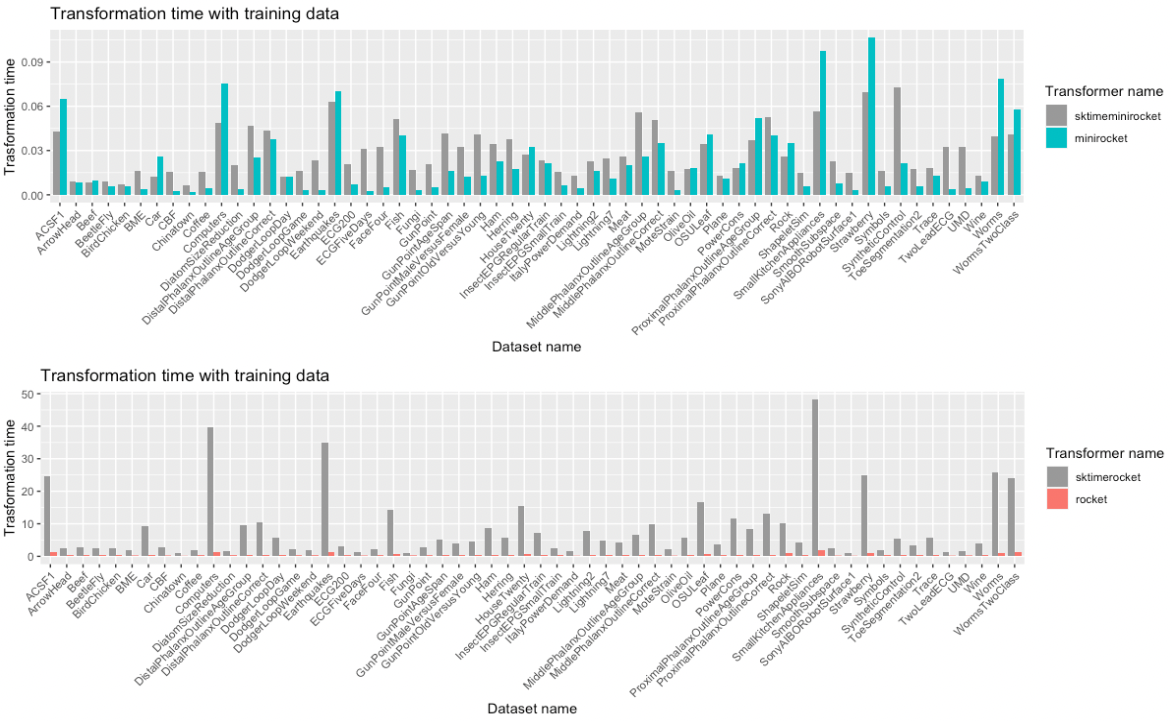 Transformation time with training data
Trasformation time
0.09
0.06
0.03
0.00
ACSF1
ArrowHead
Beef
BeetleFly
BirdChicken
BME
Car
CBF
Chinatown
Coffee
Computers
DiatomSizeReduction
DistalPhalanxOutlineAgeGroup
DistalPhalanxOutlineCorrect
DodgerLoopDay
DodgerLoopGame
DodgerLoopWeekend
Earthquakes
ECG200
ECGFiveDays
FaceFour
Fish
Fungi
GunPoint
GunPointAgeSpan
GunPointMaleVersusFemale
GunPointOldVersusYoung
Ham
Herring
HouseTwenty
InsectEPGRegularTrain
InsectEPGSmallTrain
ItalyPowerDemand
Lightning2
Lightning7
Meat
MiddlePhalanxOutlineAgeGroup
MiddlePhalanxOutlineCorrect
MoteStrain
OliveOil
OSULeaf
Plane
PowerCons
ProximalPhalanxOutlineAgeGroup
ProximalPhalanxOutlineCorrect
Rock
ShapeletSim
SmallKitchenAppliances
SmoothSubspace
SonyAIBORobotSurface1
Strawberry
Symbols
SyntheticControl
ToeSegmentation2
Trace
TwoLeadECG
UMD
Wine
Worms
WormsTwoClass
Dataset name
Transformer name
sktimeminirocket
minirocket
Transformation time with training data
Trasformation time
50
40
30
20
10
0
ACSF1
ArrowHead
Beef
BeetleFly
BirdChicken
BME
Car
CBF
Chinatown
Coffee
Computers
DiatomSizeReduction
DistalPhalanxOutlineAgeGroup
DistalPhalanxOutlineCorrect
DodgerLoopDay
DodgerLoopGame
DodgerLoopWeekend
Earthquakes
ECG200
ECGFiveDays
FaceFour
Fish
Fungi
GunPoint
GunPointAgeSpan
GunPointMaleVersusFemale
GunPointOldVersusYoung
Ham
Herring
HouseTwenty
InsectEPGRegularTrain
InsectEPGSmallTrain
ItalyPowerDemand
Lightning2
Lightning7
Meat
MiddlePhalanxOutlineAgeGroup
MiddlePhalanxOutlineCorrect
MoteStrain
OliveOil
OSULeaf
Plane
PowerCons
ProximalPhalanxOutlineAgeGroup
ProximalPhalanxOutlineCorrect
Rock
ShapeletSim
SmallKitchenAppliances
SmoothSubspace
SonyAIBORobotSurface1
Strawberry
Symbols
SyntheticControl
ToeSegmentation2
Trace
TwoLeadECG
UMD
Wine
Worms
WormsTwoClass
Dataset name
Transformer name
sktimerocket
rocket